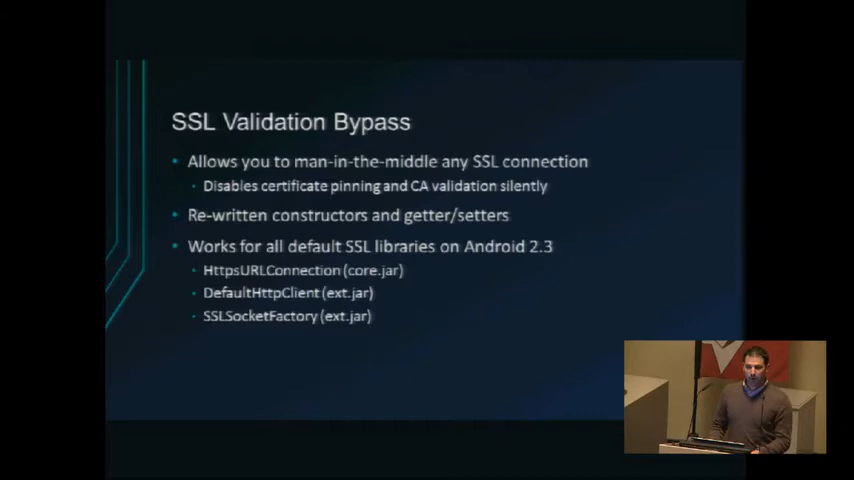 SSL Validation Bypass
Allows you to man-in-the-middle any SSL connection
Disables certificate pinning and CA validation silently
Re-written constructors and getter/setters
Works for all default SSL libraries on Android 2.3
HttpsURLConnection (core.jar)
DefaultHttpClient (ext.jar)
SSLSocketFactory (ext.jar)